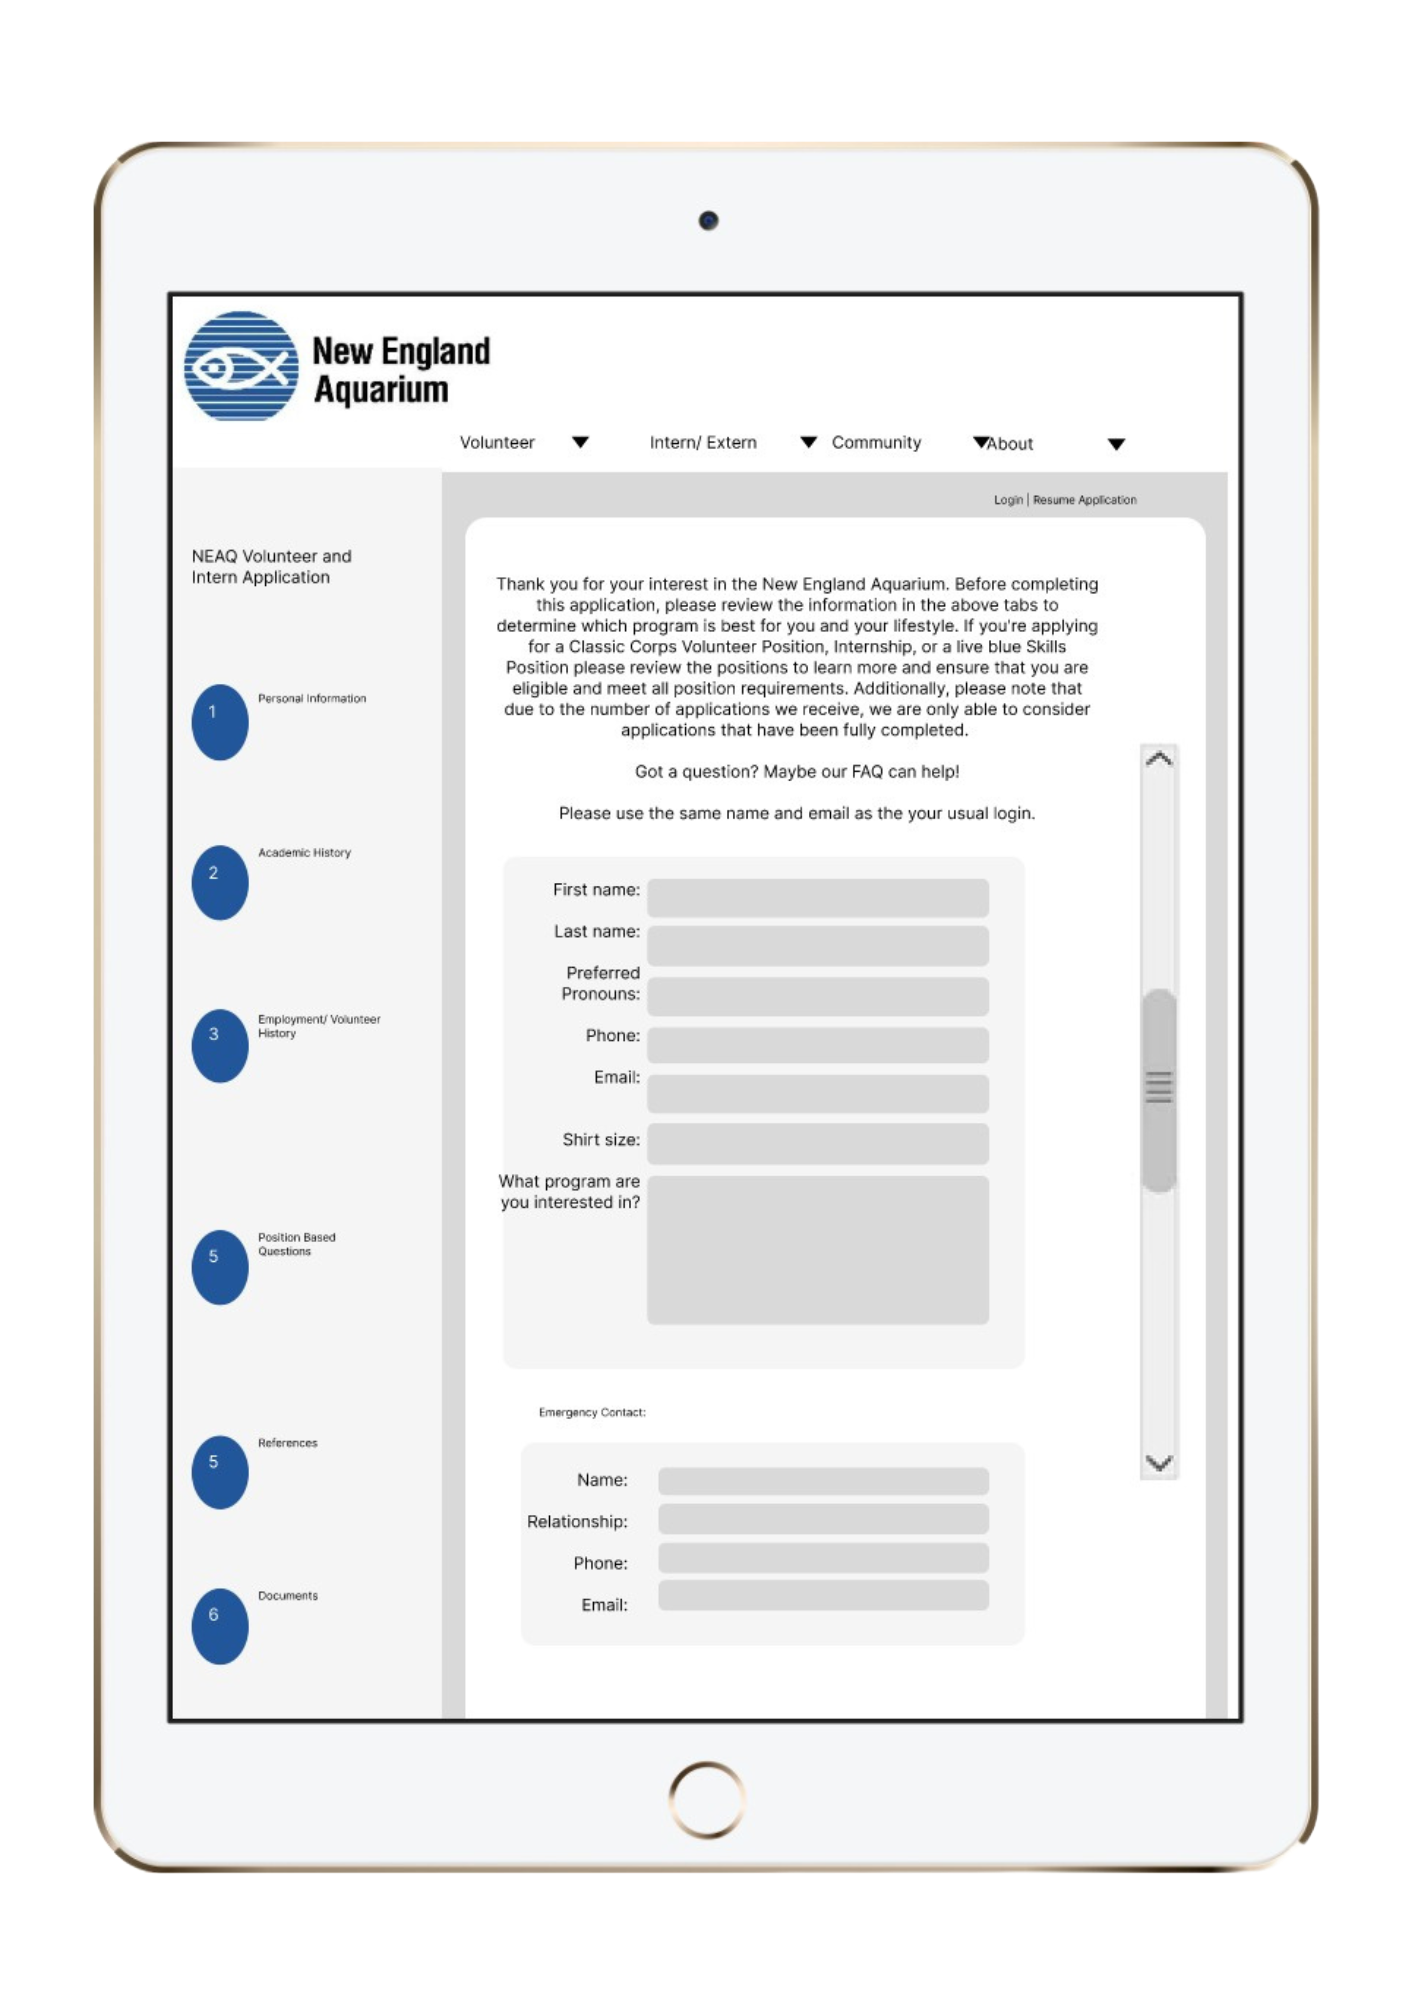 New England
Aquarium
Volunteer
Intern/ Extern
Community
About
Login | Resume Application
NEAQ Volunteer and
Intern Application
1
Personal Information
2
Academic History
3
Employment/ Volunteer
History
5
Position Based
Questions
5
References
6
Documents
Thank you for your interest in the New England Aquarium. Before completing
this application, please review the information in the above tabs to
determine which program is best for you and your lifestyle. If you're applying
for a Classic Corps Volunteer Position, Internship, or a live blue Skills
Position please review the positions to learn more and ensure that you are
eligible and meet all position requirements. Additionally, please note that
due to the number of applications we receive, we are only able to consider
applications that have been fully completed.
Got a question? Maybe our FAQ can help!
Please use the same name and email as the your usual login.
First name:
Last name:
Preferred
Pronouns:
Phone:
Email:
Shirt size:
What program are
you interested in?
Emergency Contact:
Name:
Relationship:
Phone:
Email: